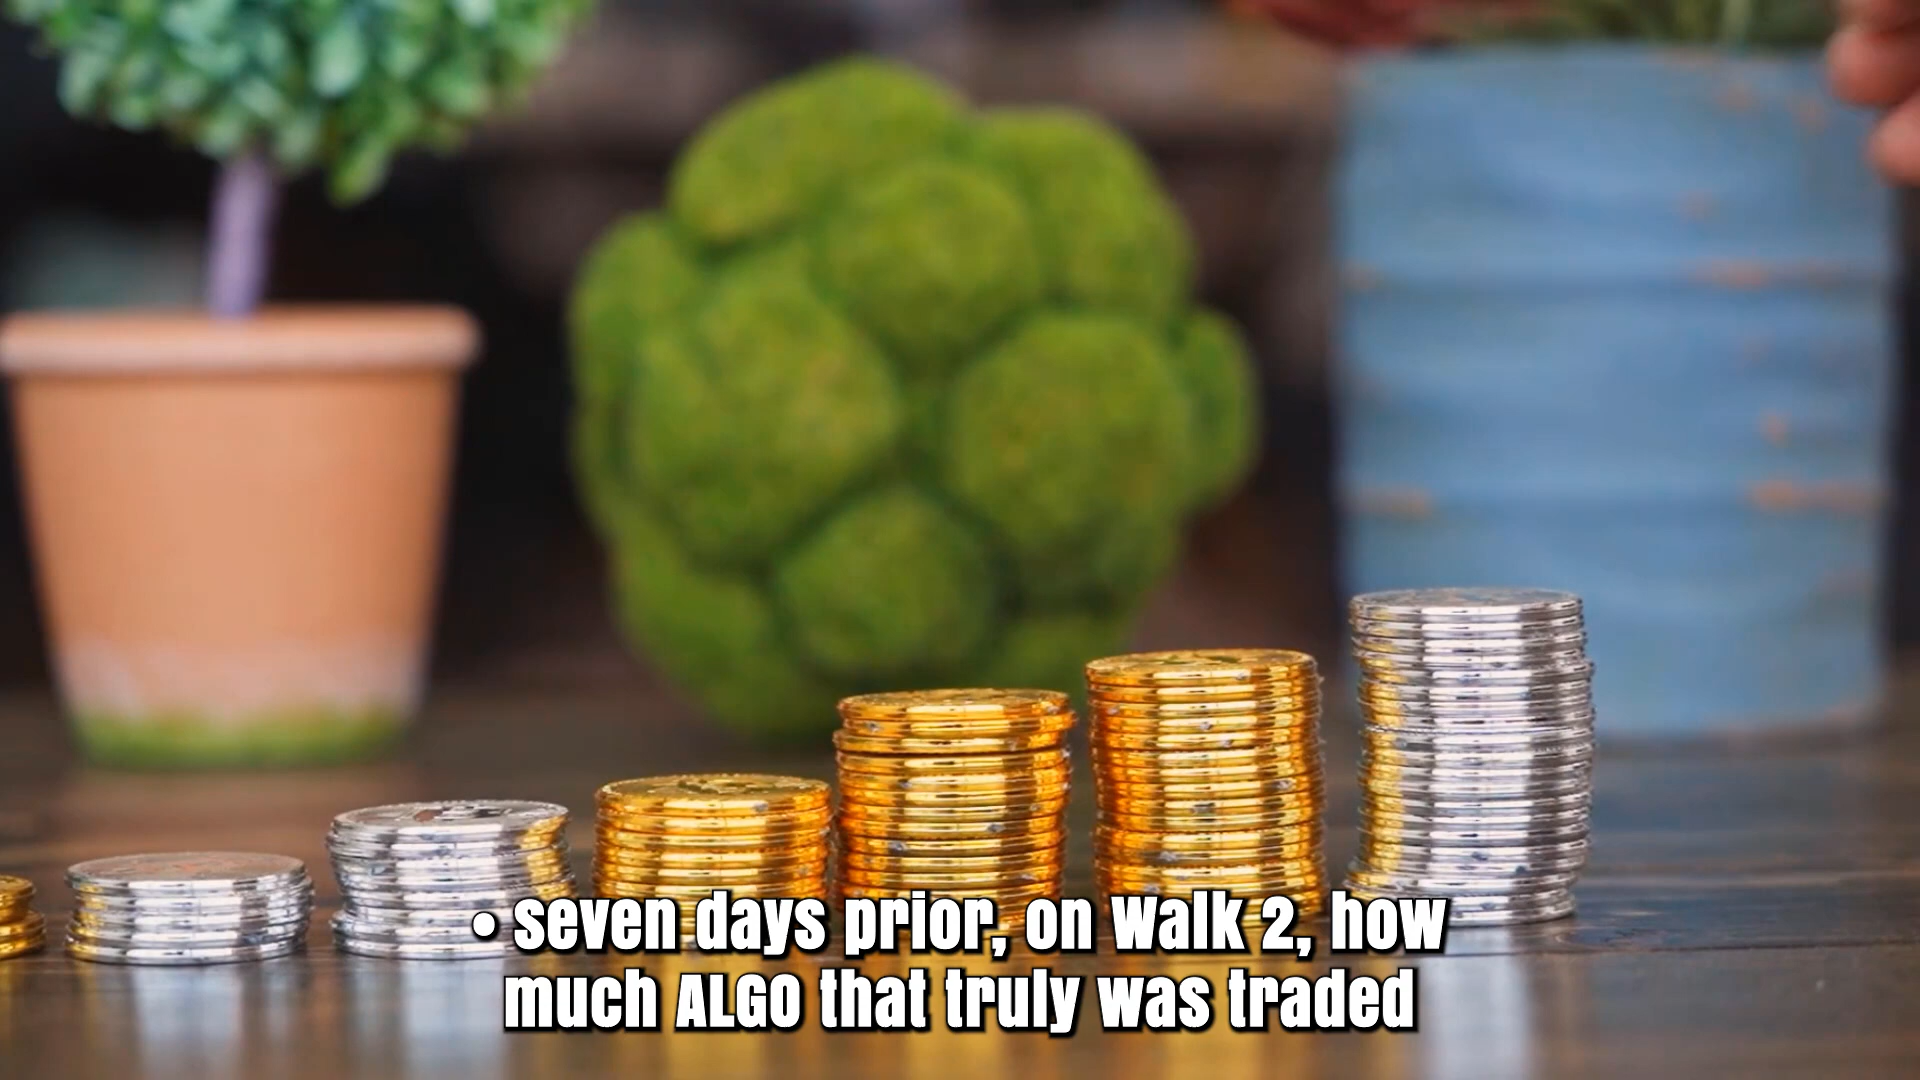 • seven days prior, on Walk 2, how
much ALGO that truly was traded